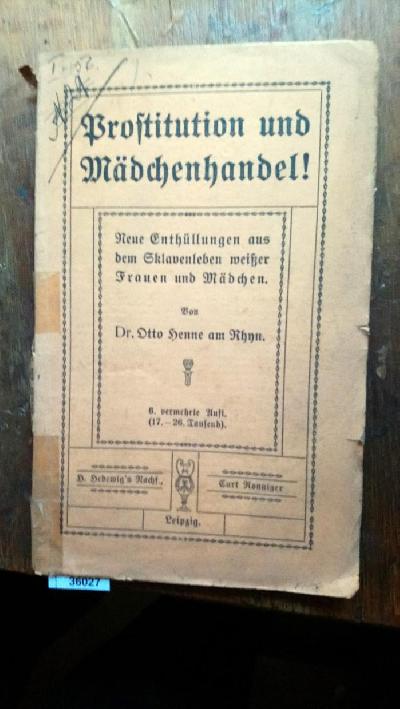 Prostitution und
Mädchenhandel!
Neue Enthüllungen aus
dem Sklavenleben weißer
Frauen und Mädchen.
Von
Dr. Otto Henne am Rhyn.
6. vermehrte Aufl.
(17.–26. Tausend).
H. Hedewig's Nachf.,
Curt Ronniger
Leipzig.
36027